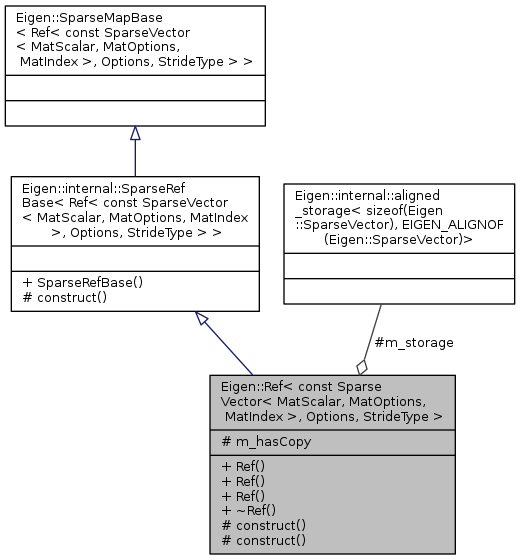 Eigen::SparseMapBase
< Ref< const SparseVector
< MatScalar, MatOptions,
MatIndex >, Options, StrideType > >
Eigen::internal::SparseRef
Base< Ref< const SparseVector
< MatScalar, MatOptions, MatIndex
>, Options, StrideType > >
+ SparseRefBase()
# construct()
Eigen::internal::aligned
_storage< sizeof(Eigen
::SparseVector), EIGEN_ALIGNOF
(Eigen::SparseVector)>
#m_storage
Eigen::Ref< const Sparse
Vector< MatScalar, MatOptions,
MatIndex >, Options, StrideType >
# m_hasCopy
+ Ref()
+ Ref()
+ Ref()
+ ~Ref()
# construct()
# construct()